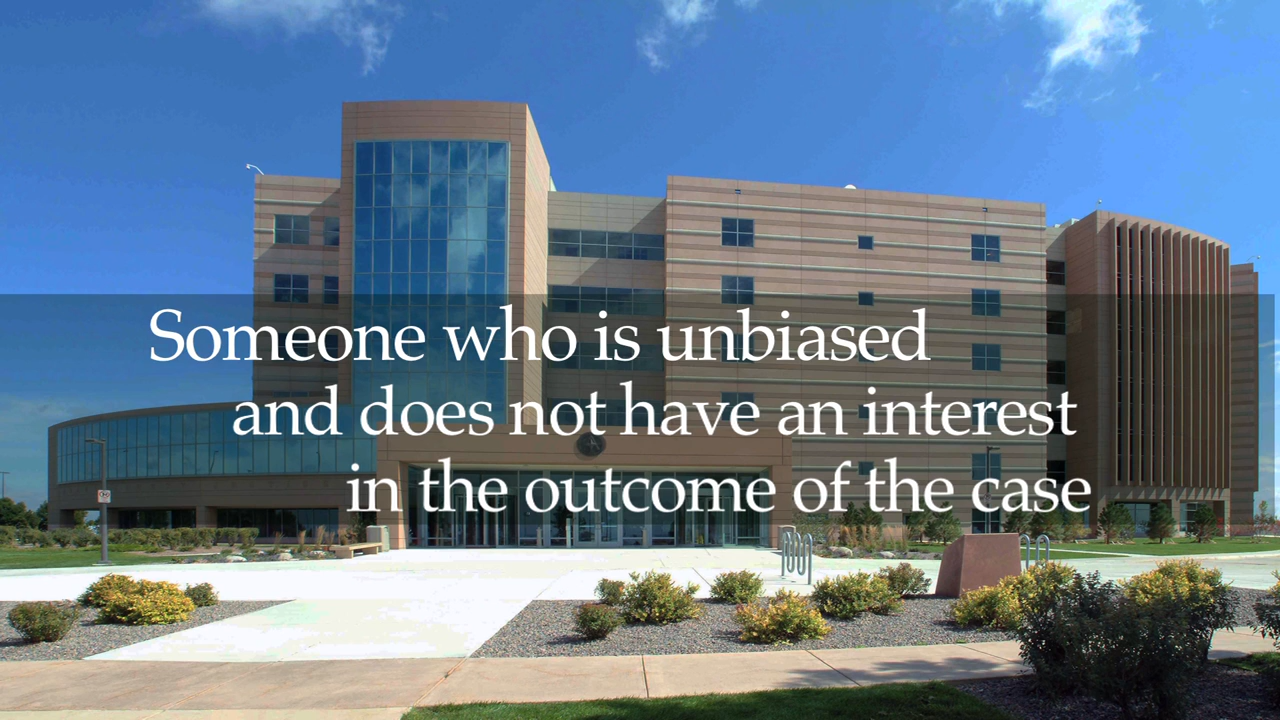 Someone who is unbiased
and does not have an interest
in the outcome of the case